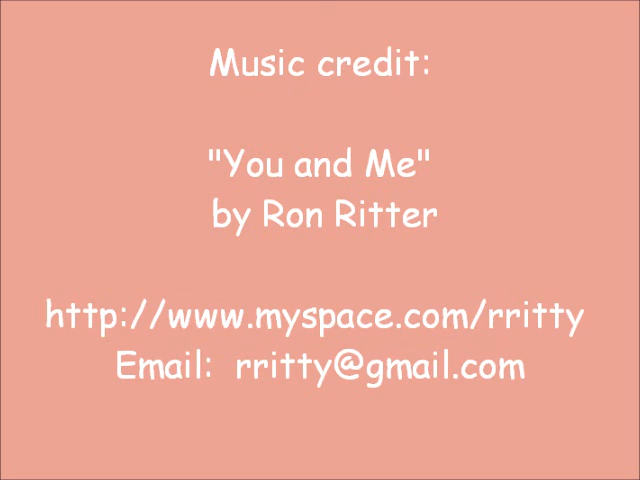 Music credit:
"You and Me"
by Ron Ritter
http://www.myspace.com/rritty
Email:  rritty@gmail.com